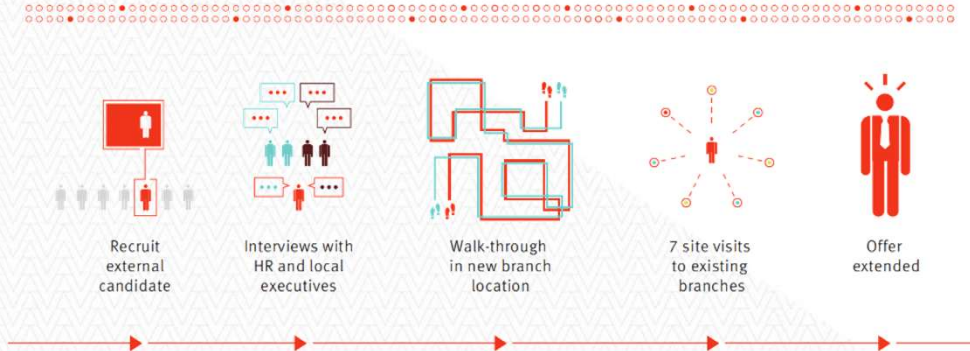 Recruit
external
candidate
Interviews with
HR and local
executives
Walk-through
in new branch
location
7 site visits
to existing
branches
Offer
extended